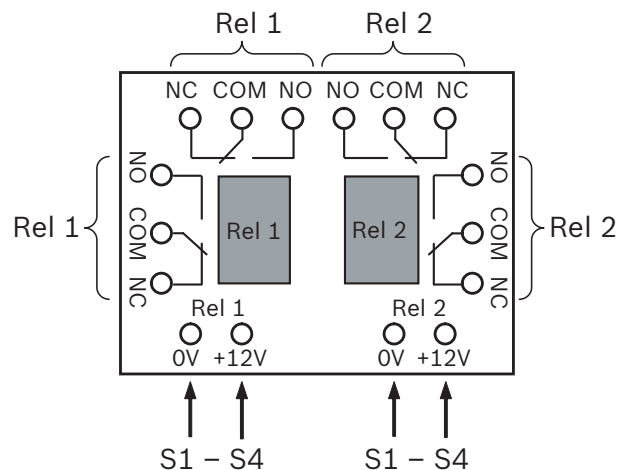 Rel 1 Rel 2
NC COM NO NO COM NC
NO NO
Rel 1 COM Rel 1 Rel 2 COM Rel 2
NC NC
Rel 1 Rel 2
0V +12V 0V +12V
S1 – S4 S1 – S4